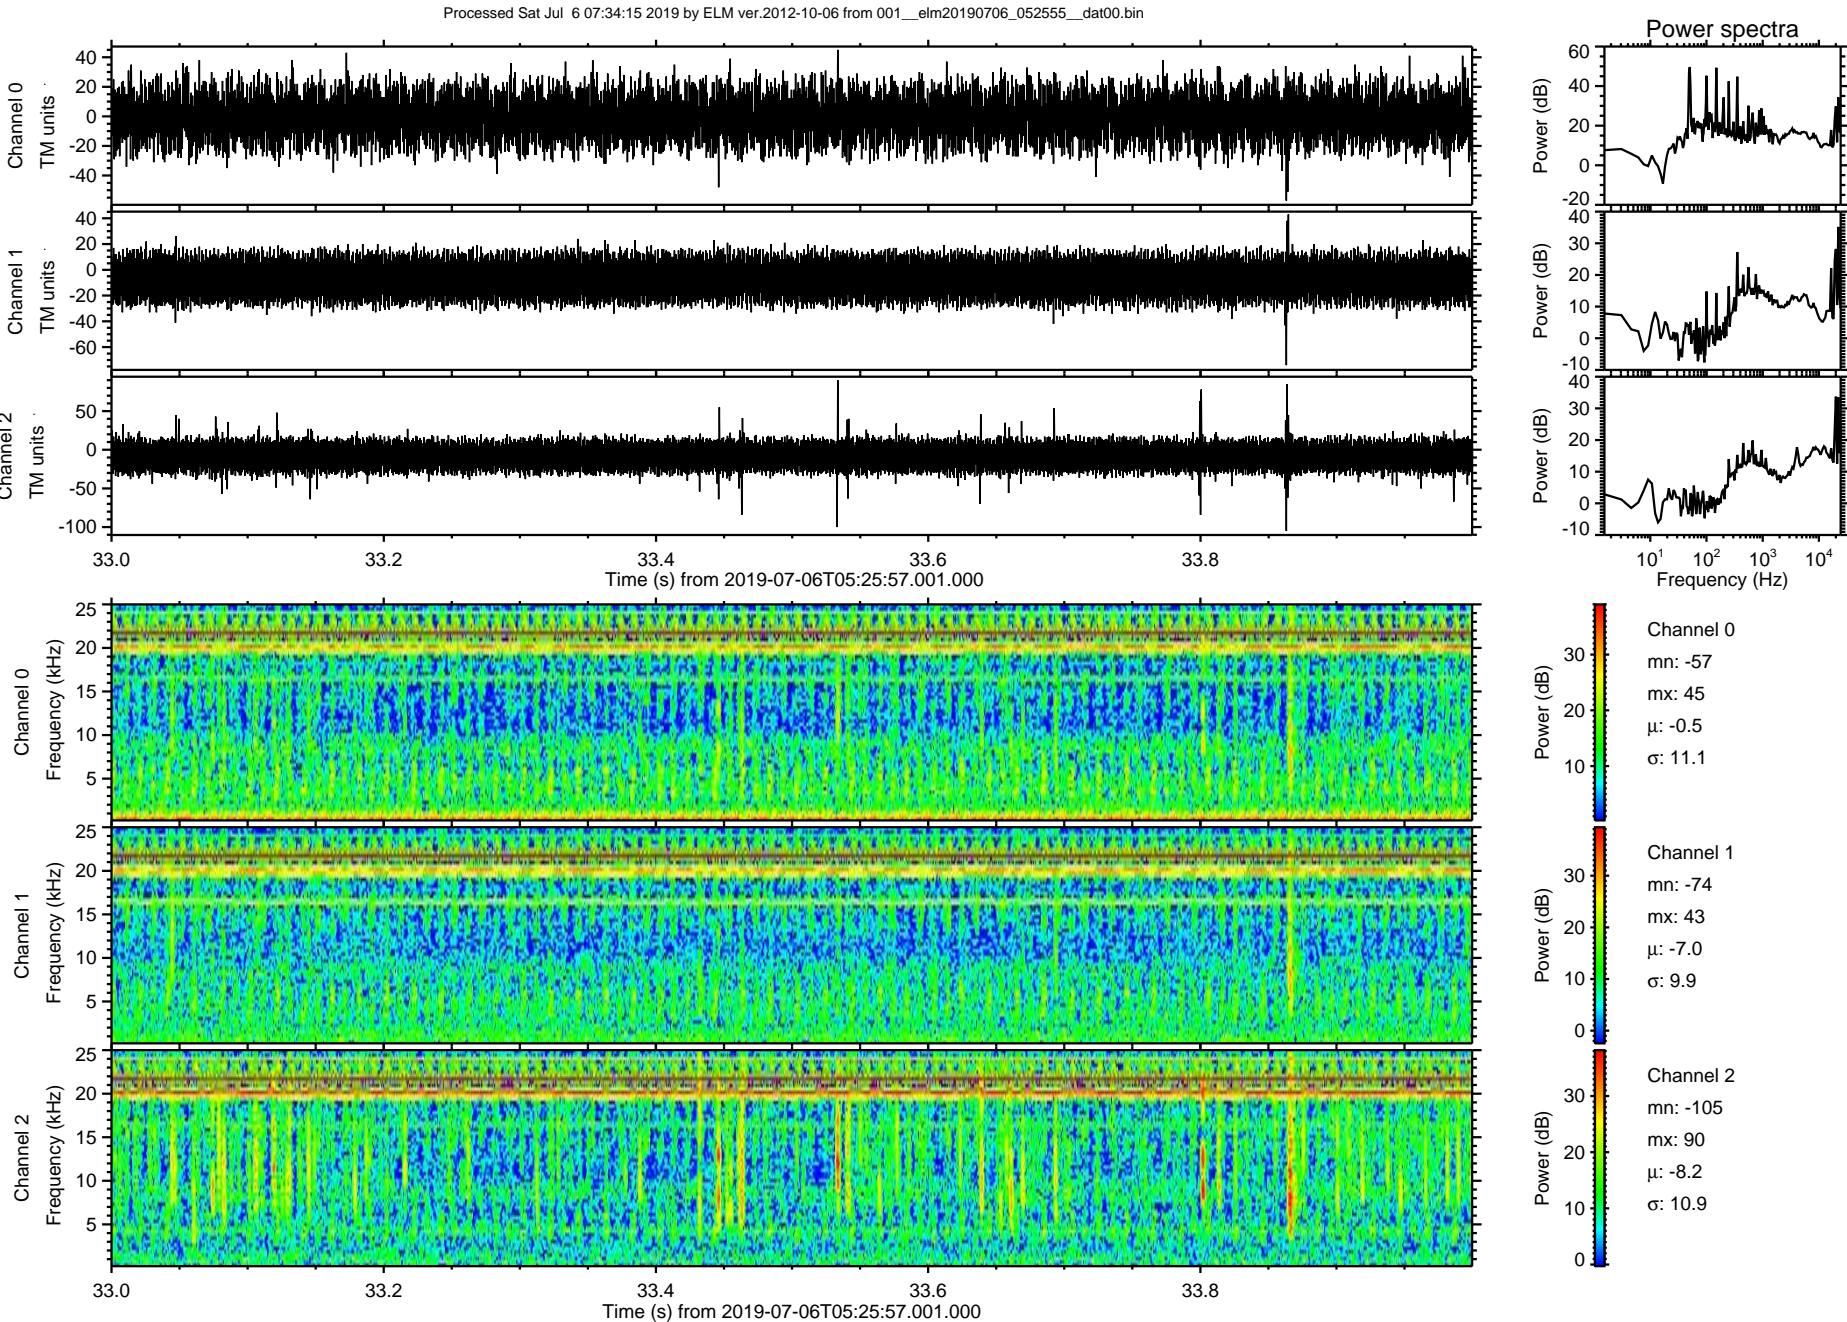 Processed Sat Jul  6 07:34:15 2019 by ELM ver.2012-10-06 from 001__elm20190706_052555__dat00.bin
Power spectra
Channel 0
TM units
40
20
0
-20
-40
Power (dB)
60
40
20
0
-20
Channel 1
TM units
40
20
0
-20
-40
-60
Power (dB)
40
30
20
10
0
-10
Channel 2
TM units
50
0
-50
-100
Power (dB)
40
30
20
10
0
-10
33.0 33.2 33.4 33.6 33.8
Time (s) from 2019-07-06T05:25:57.001.000
10^1 10^2 10^3 10^4
Frequency (Hz)
Channel 0
Frequency (kHz)
25
20
15
10
5
Power (dB)
30
20
10
Channel 0
mn: -57
mx: 45
μ: -0.5
σ: 11.1
Channel 1
Frequency (kHz)
25
20
15
10
5
Power (dB)
30
20
10
0
Channel 1
mn: -74
mx: 43
μ: -7.0
σ: 9.9
Channel 2
Frequency (kHz)
25
20
15
10
5
Power (dB)
30
20
10
0
Channel 2
mn: -105
mx: 90
μ: -8.2
σ: 10.9
33.0 33.2 33.4 33.6 33.8
Time (s) from 2019-07-06T05:25:57.001.000